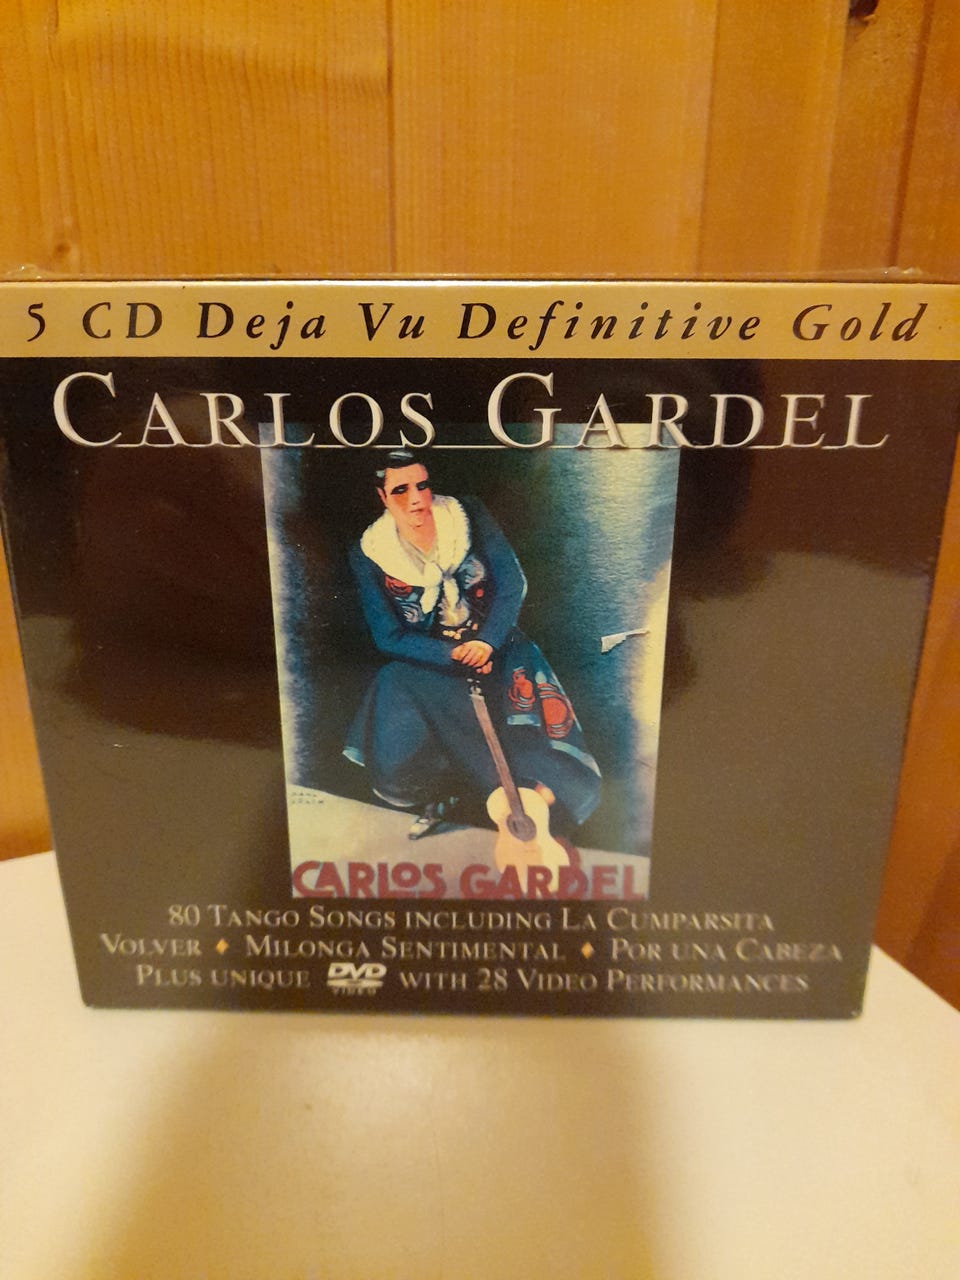 5 CD Deja Vu Definitive Gold
CARLOS GARDEL
CARLOS GARDEL
80 TANGO SONGS INCLUDING LA CUMPARSITA
VOLVER ♦ MILONGA SENTIMENTAL ♦ POR UNA CABEZA
PLUS UNIQUE DVD VIDEO WITH 28 VIDEO PERFORMANCES